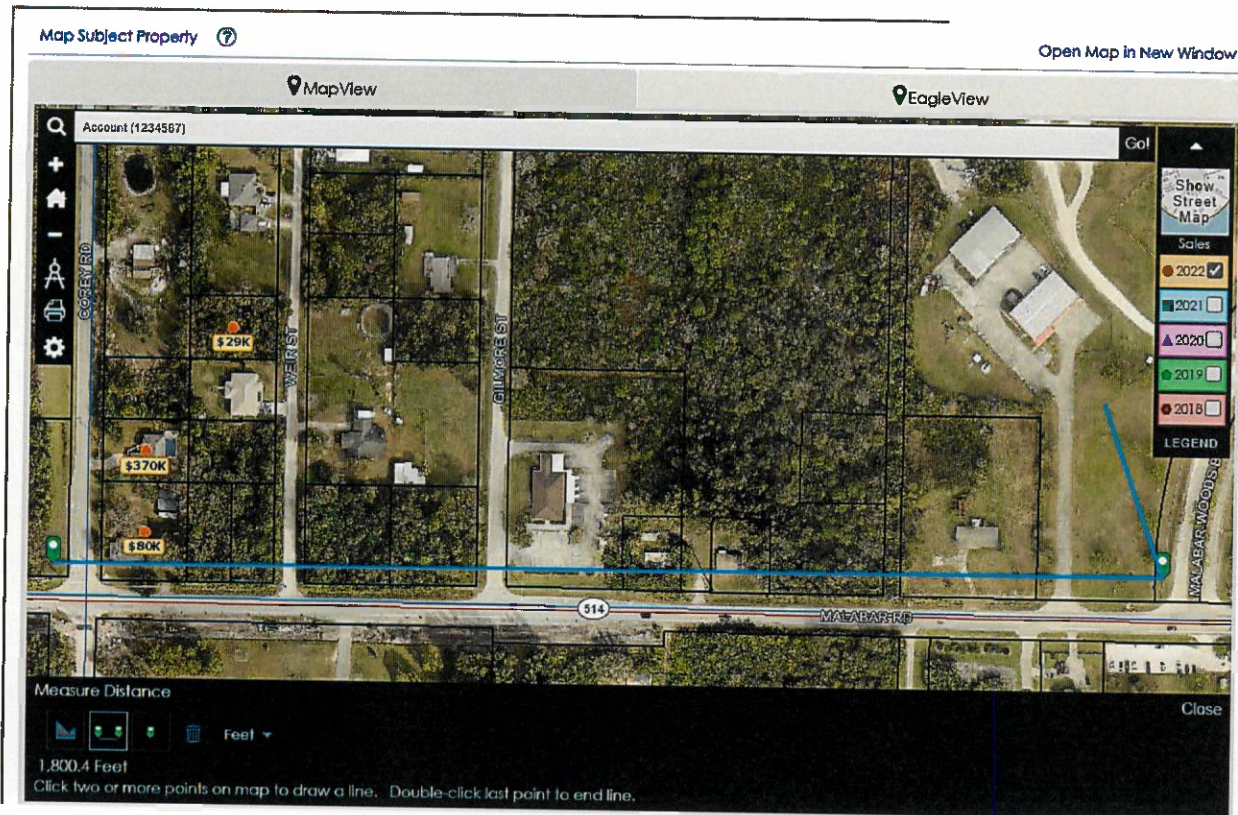 Map Subject Property ?
Open Map in New Window
MapView
EagleView
Account (1234567)
Go!
Show
Street
Map
Sales
2022
2021
2020
2019
2018
LEGEND
COREY RD
WEIR ST
GILMORE ST
$29K
$370K
$80K
MALABAR WOODS B
514
MALABAR RD
Measure Distance
Close
Feet
1,800.4 Feet
Click two or more points on map to draw a line. Double-click last point to end line.